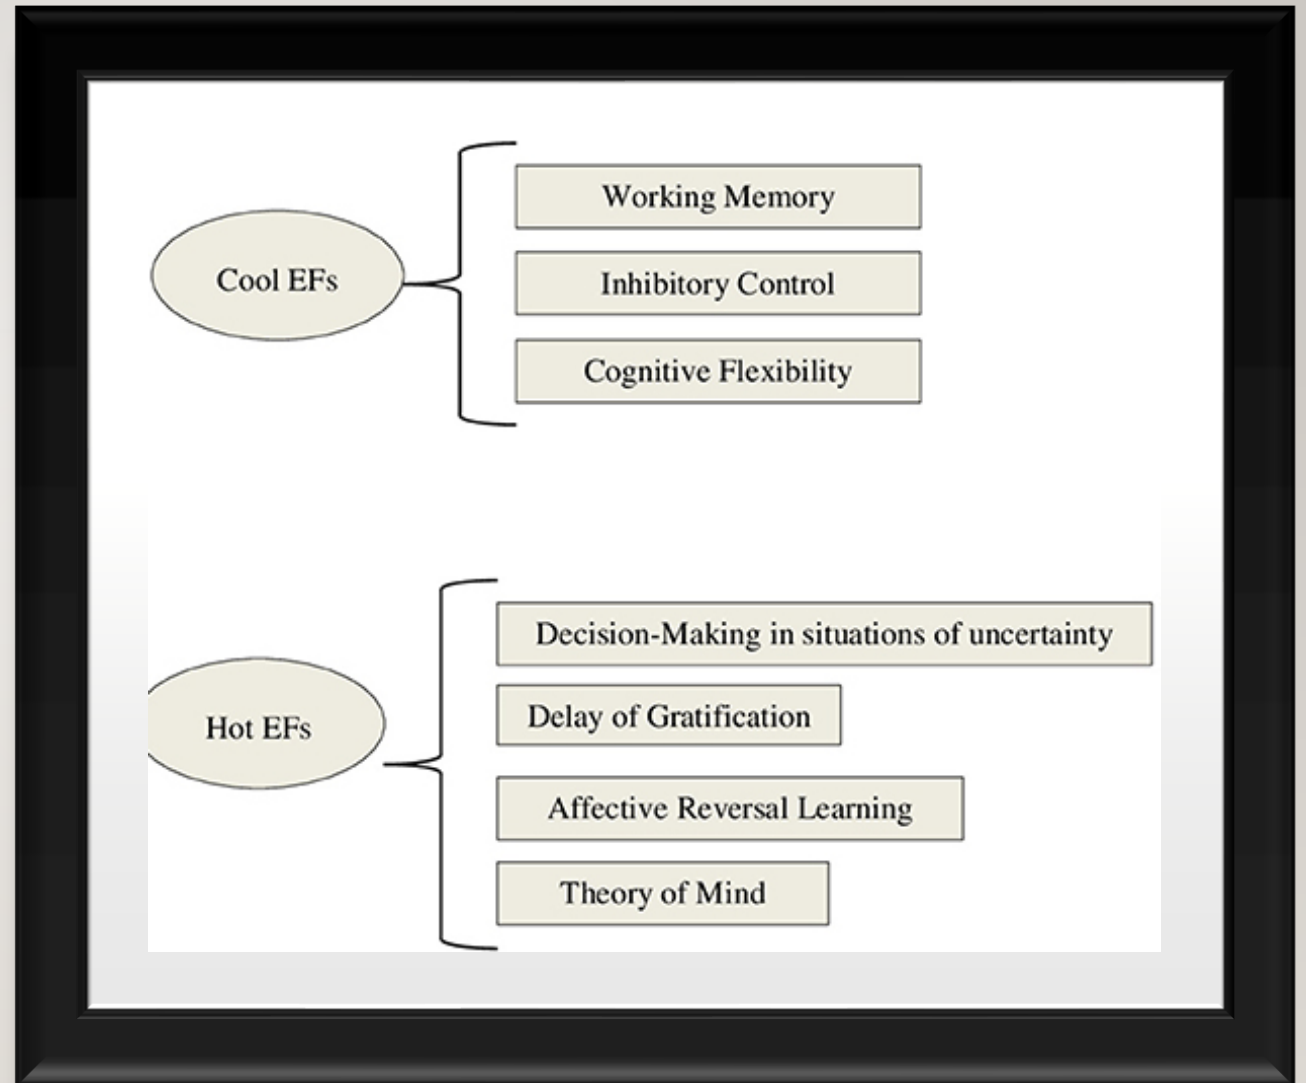 Cool EFs
Working Memory
Inhibitory Control
Cognitive Flexibility
Hot EFs
Decision-Making in situations of uncertainty
Delay of Gratification
Affective Reversal Learning
Theory of Mind